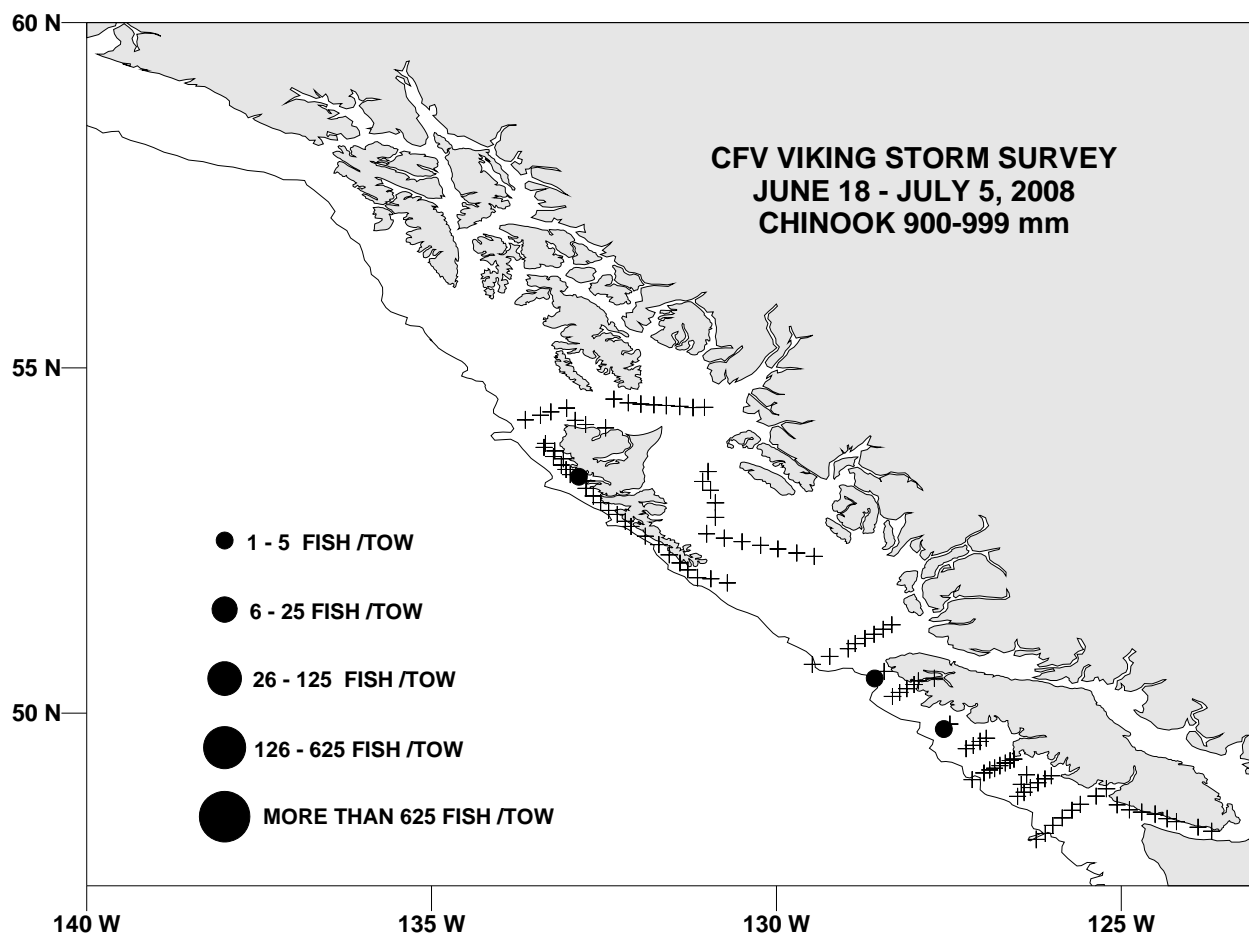 60 N
CFV VIKING STORM SURVEY
JUNE 18 - JULY 5, 2008
CHINOOK 900-999 mm
55 N
1 - 5 FISH /TOW
6 - 25 FISH /TOW
26 - 125 FISH /TOW
50 N
126 - 625 FISH /TOW
MORE THAN 625 FISH /TOW
140 W
135 W
130 W
125 W